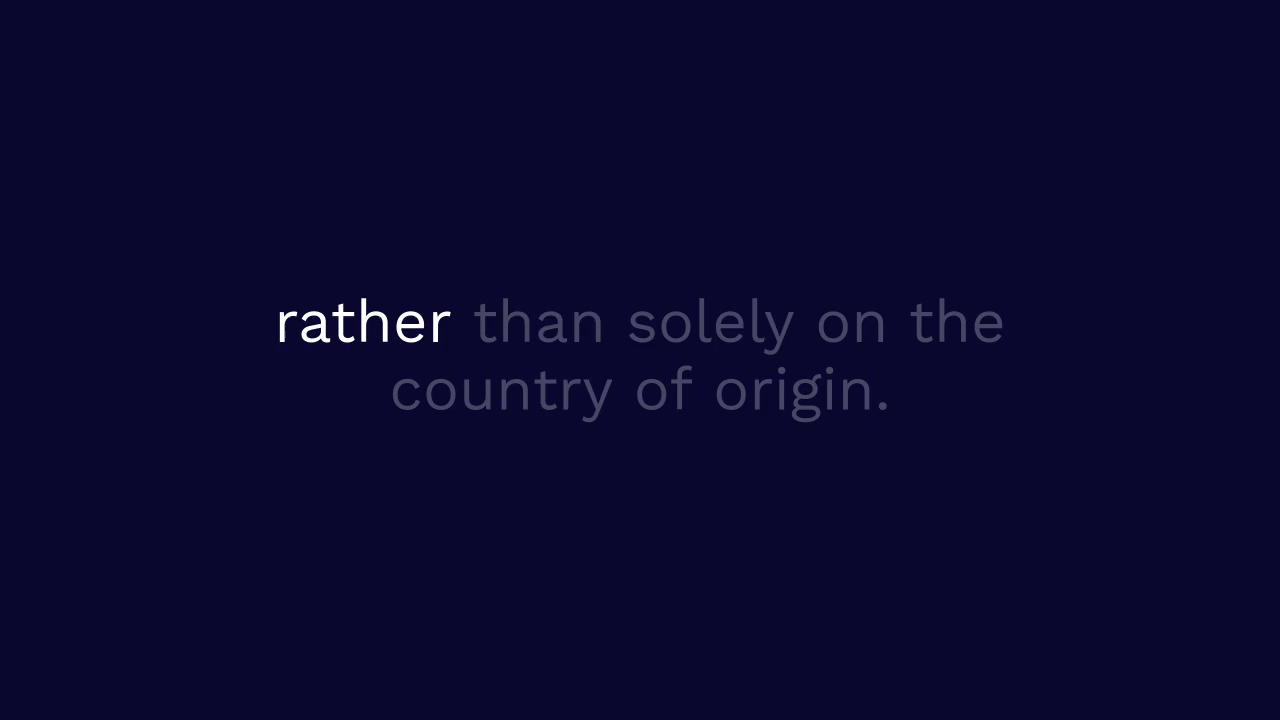 rather than solely on the
country of origin.